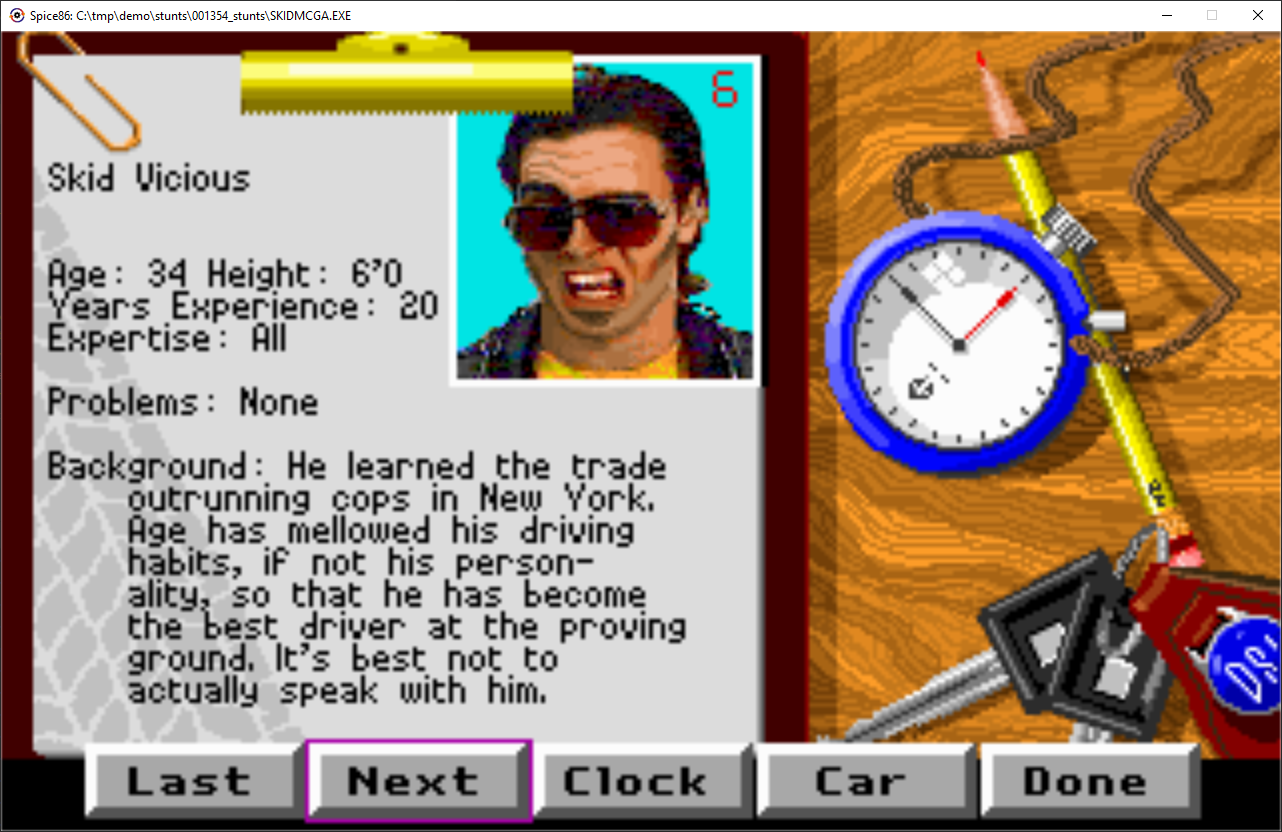 Spice86: C:\tmp\demo\stunts\001354_stunts\SKIDMCGA.EXE
6
Skid Vicious
Age: 34 Height: 6'0
Years Experience: 20
Expertise: All
Problems: None
Background: He learned the trade
outrunning cops in New York.
Age has mellowed his driving
habits, if not his person-
ality, so that he has become
the best driver at the proving
ground. It's best not to
actually speak with him.
DSI
Last Next Clock Car Done